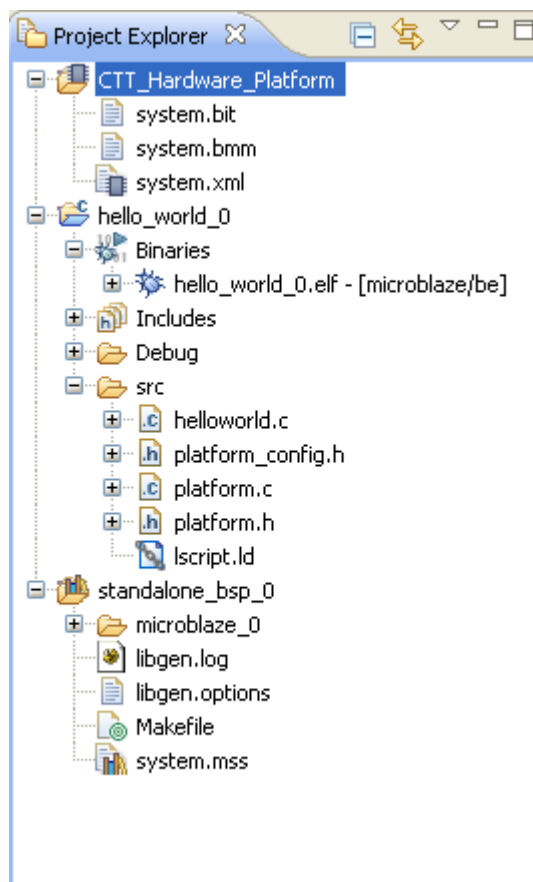 Project Explorer
CTT_Hardware_Platform
system.bit
system.bmm
system.xml
hello_world_0
Binaries
hello_world_0.elf - [microblaze/be]
Includes
Debug
src
helloworld.c
platform_config.h
platform.c
platform.h
lscript.ld
standalone_bsp_0
microblaze_0
libgen.log
libgen.options
Makefile
system.mss